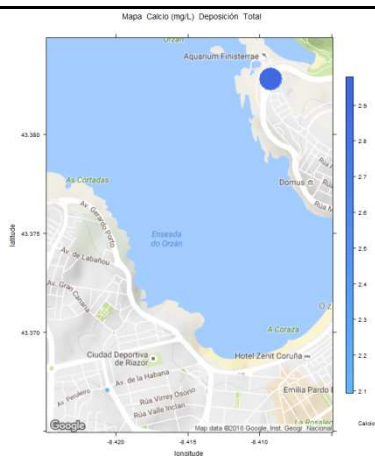 Mapa Calcio (mg/L) Deposición Total
Orzán
Aquarium Finisterrae
2.9
43.380
As Cortadas
Domus
Rúa
2.8
2.7
Av. Gerardo Porto
43.375
latitude
Enseada
do Orzán
2.6
2.5
Av. de Labañou
Av. Gran Canaria
2.4
43.370
A Coraza
2.3
Ciudad Deportiva
de Riazor
Hotel Zenit Coruña
2.2
Av. de la Habana
Emilia Pardo
Av. Finisterre
Rúa Virrey Osorio
Rúa Valle Inclán
2.1
Calcio
Google
Map data ©2016 Google, Inst. Geogr. Nacional
-8.420
-8.415
-8.410
longitude